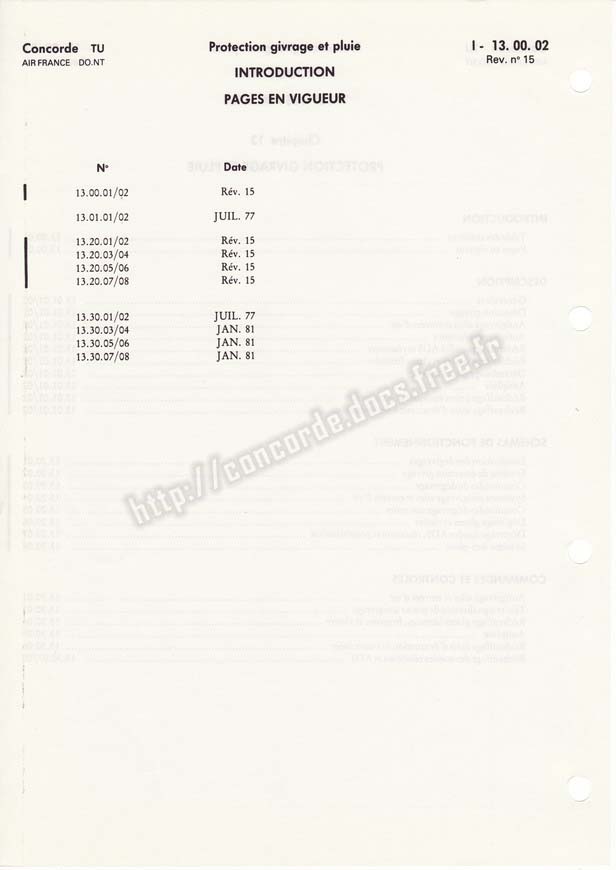 Concorde TU Protection givrage et pluie I - 13. 00. 02
AIR FRANCE DO.NT INTRODUCTION Rev. n° 15
PAGES EN VIGUEUR
N° Date
13.00.01/02 Rév. 15
13.01.01/02 JUIL. 77
13.20.01/02 Rév. 15
13.20.03/04 Rév. 15
13.20.05/06 Rév. 15
13.20.07/08 Rév. 15
13.30.01/02 JUIL. 77
13.30.03/04 JAN. 81
13.30.05/06 JAN. 81
13.30.07/08 JAN. 81
http://concorde.docs.free.fr